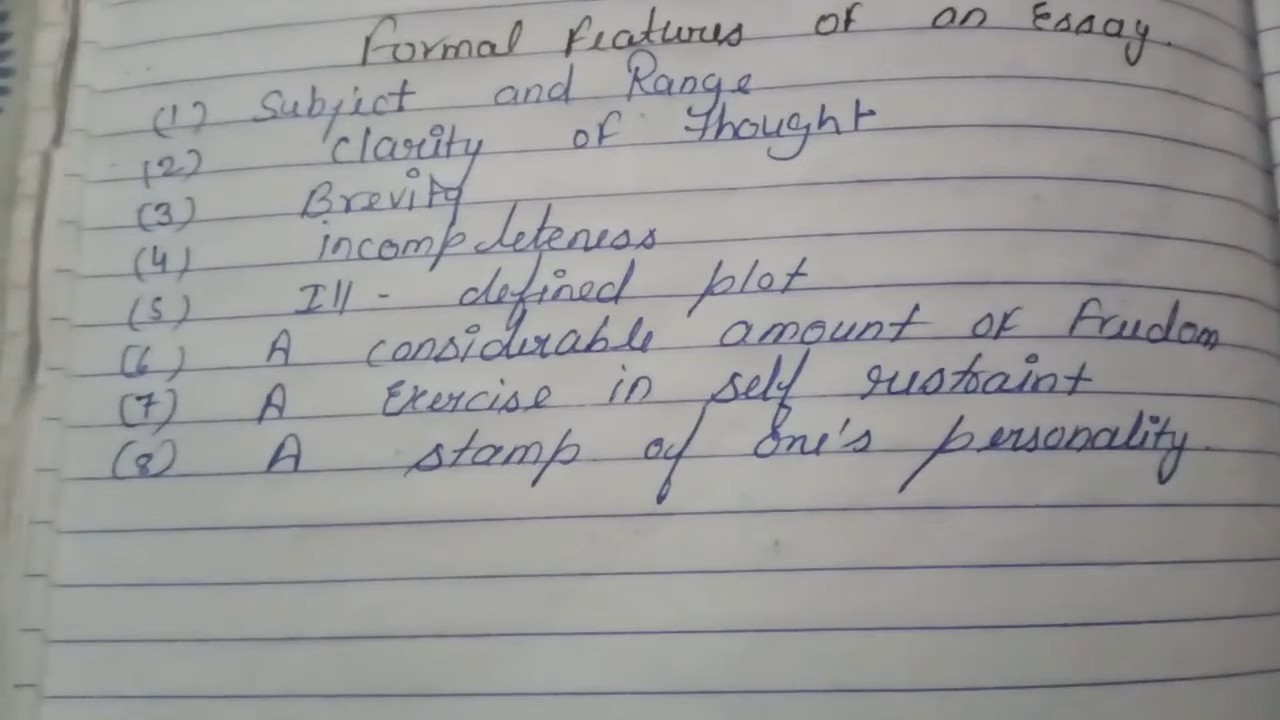 Formal features of an Essay.
(1) Subject and Range
(2) clarity of Thought
(3) Brevity
(4) incompleteness
(5) Ill-defined plot
(6) A considerable amount of freedom
(7) A Exercise in self restraint
(8) A stamp of One's personality.